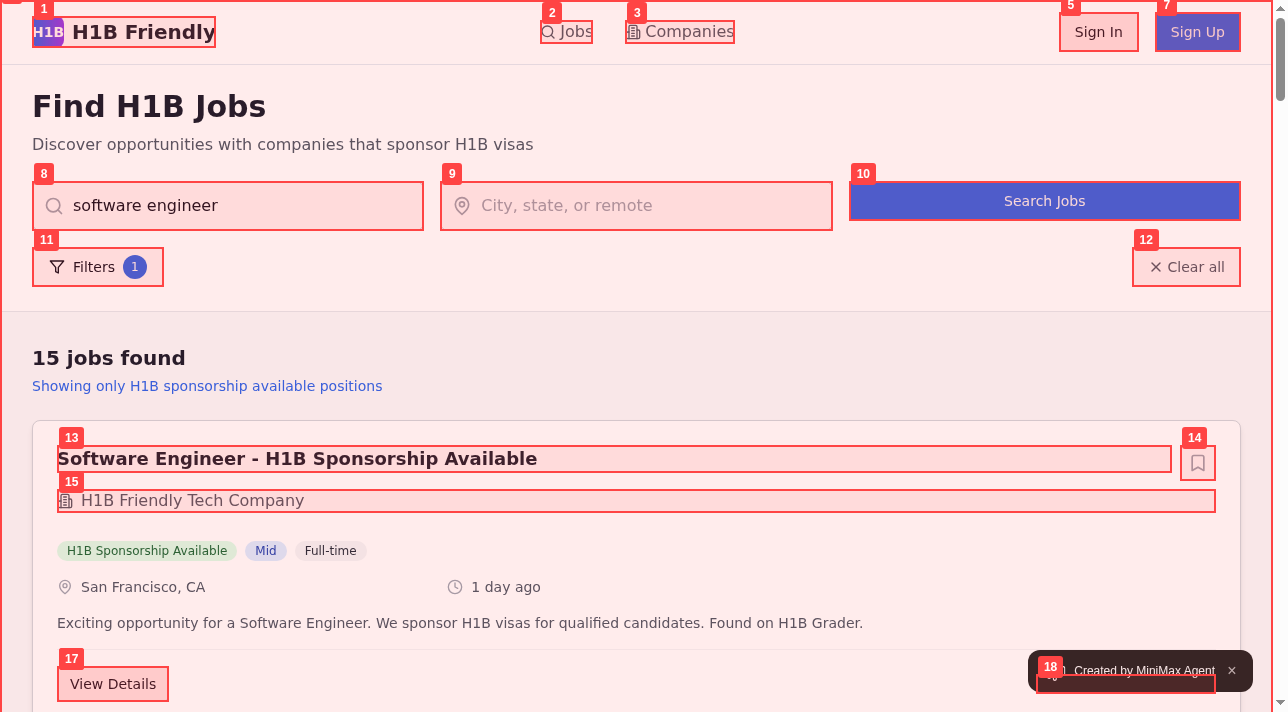 1
2
3
5
7
H1B H1B Friendly
Jobs
Companies
Sign In
Sign Up
Find H1B Jobs
Discover opportunities with companies that sponsor H1B visas
8
9
10
software engineer
City, state, or remote
Search Jobs
11
12
Filters 1
Clear all
15 jobs found
Showing only H1B sponsorship available positions
13
14
Software Engineer - H1B Sponsorship Available
15
H1B Friendly Tech Company
H1B Sponsorship Available Mid Full-time
San Francisco, CA
1 day ago
Exciting opportunity for a Software Engineer. We sponsor H1B visas for qualified candidates. Found on H1B Grader.
17
18
View Details
Created by MiniMax Agent ×